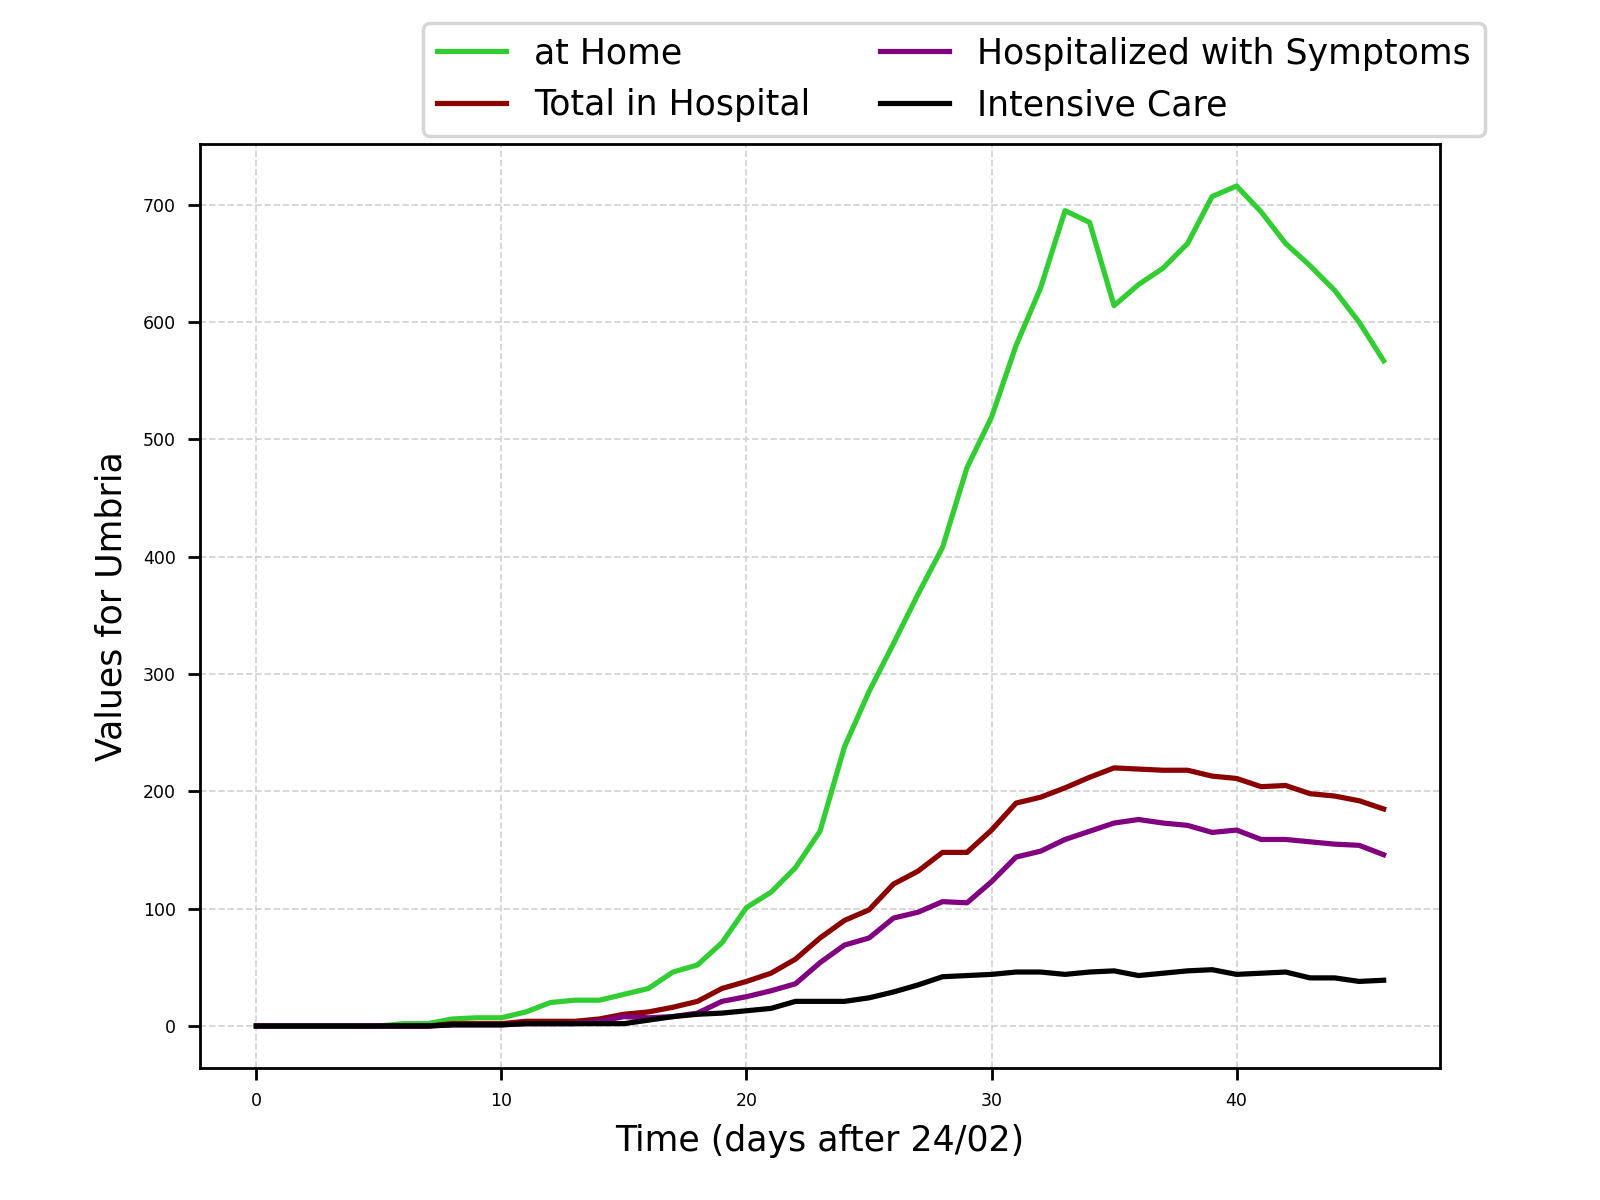 at Home
Total in Hospital
Hospitalized with Symptoms
Intensive Care
Values for Umbria
700
600
500
400
300
200
100
0
0 10 20 30 40
Time (days after 24/02)